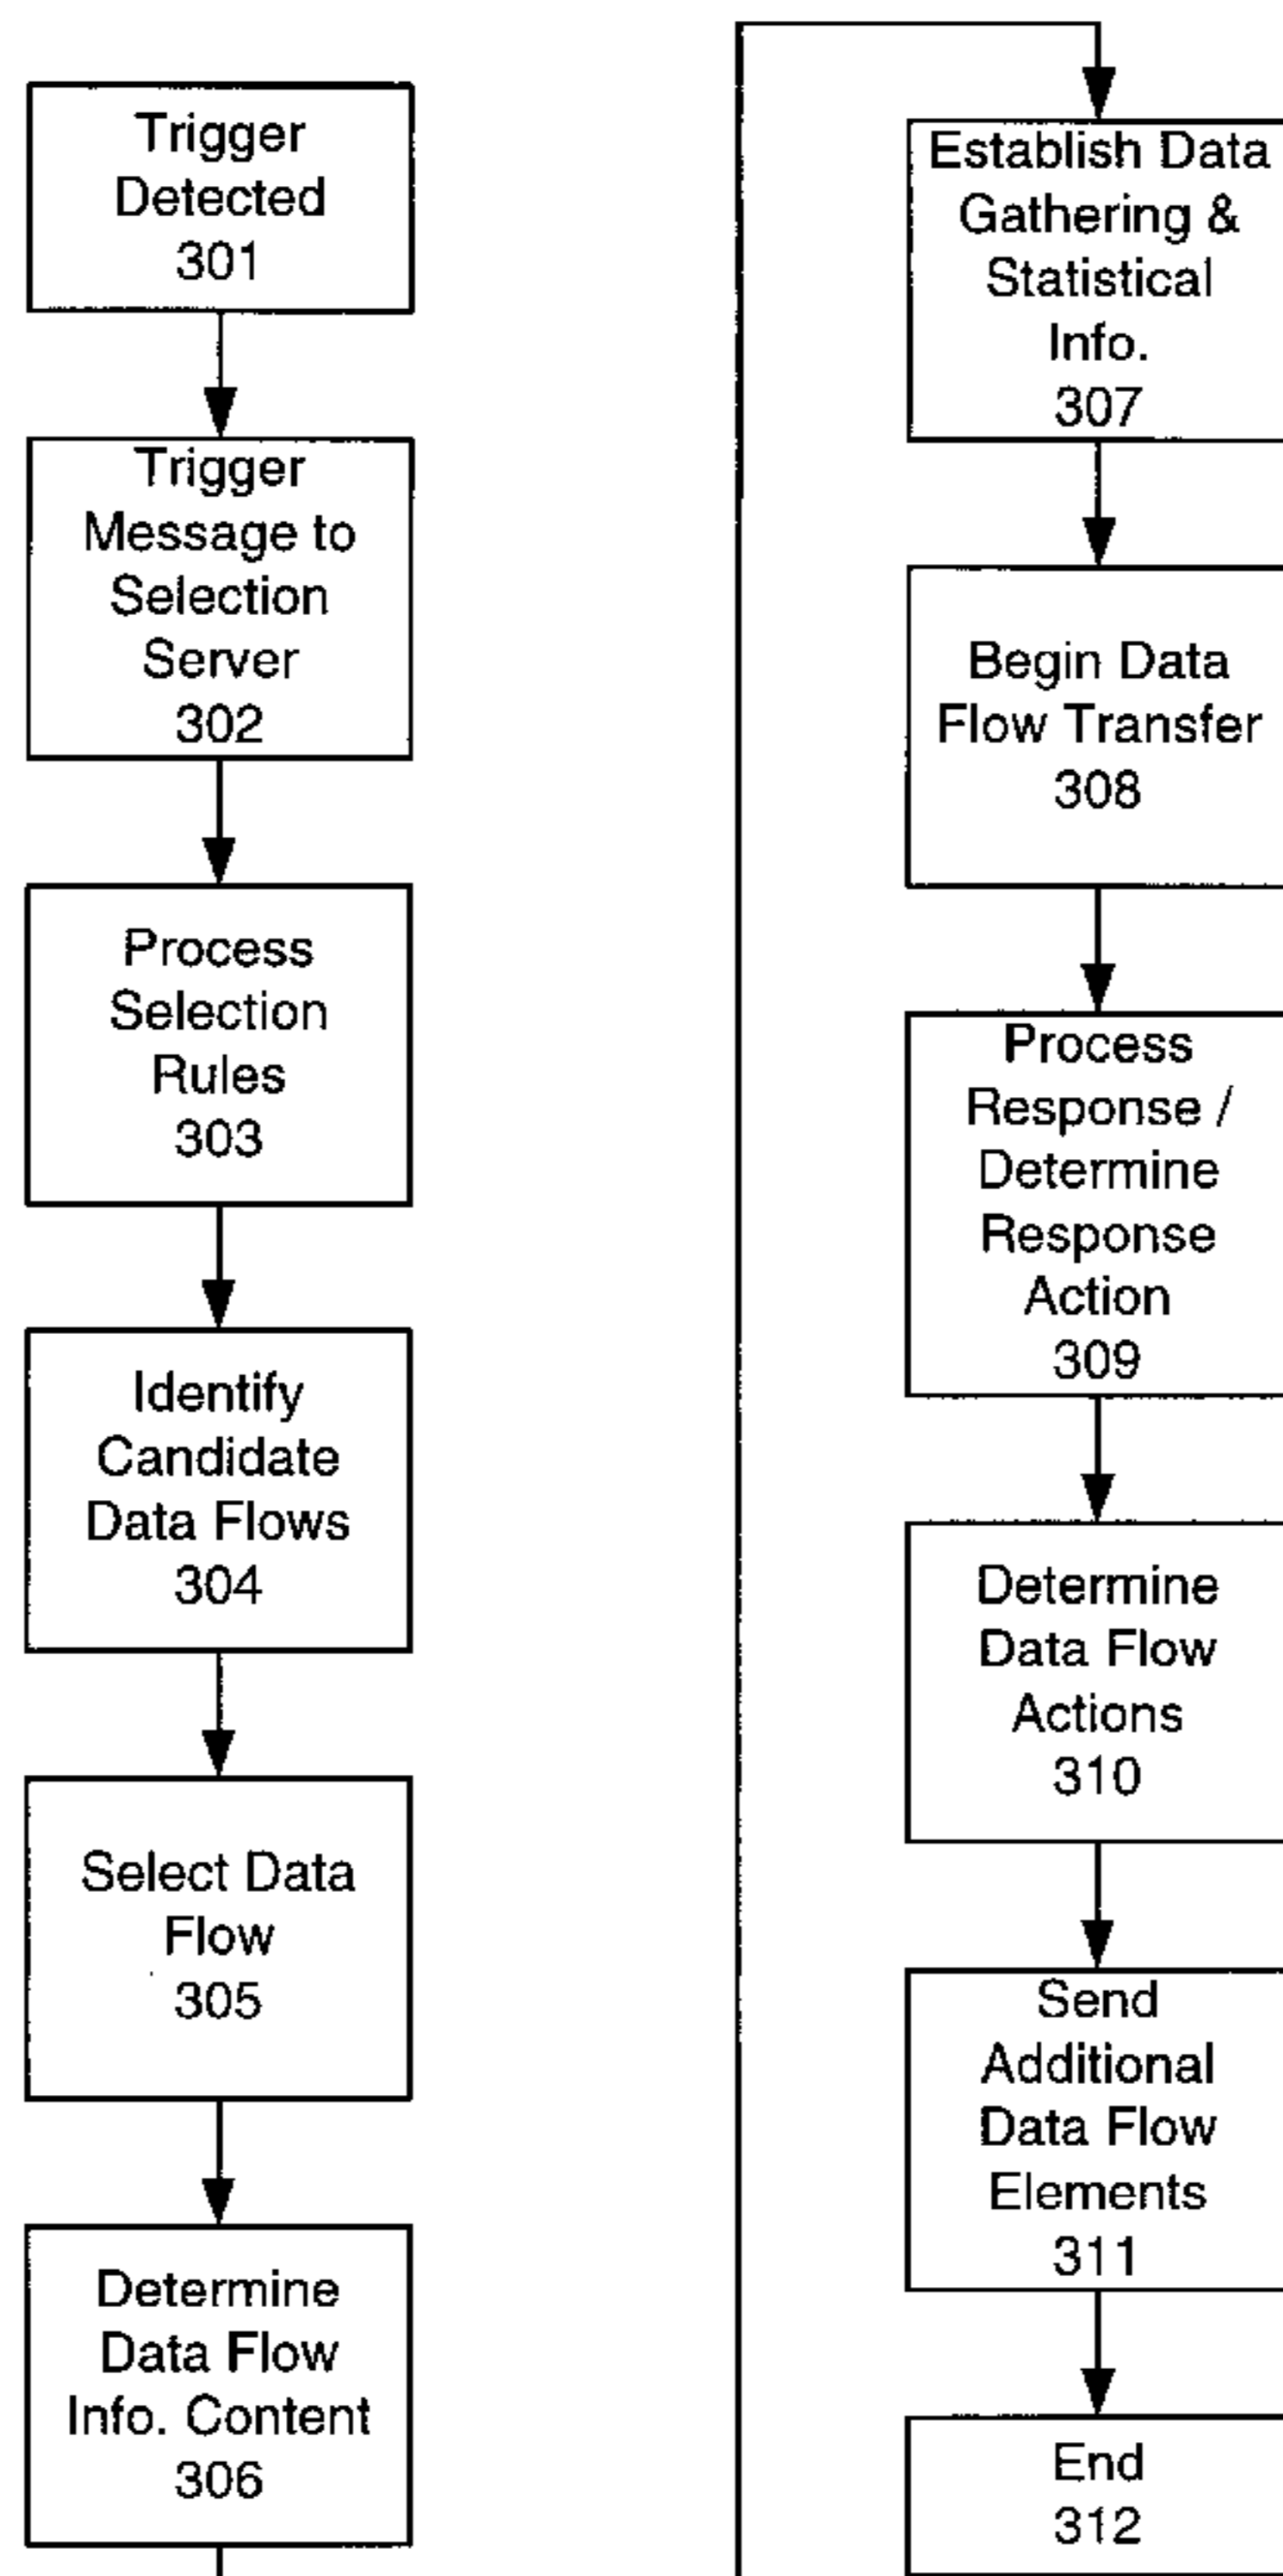 Trigger
Detected
301
Trigger
Message to
Selection
Server
302
Process
Selection
Rules
303
Identify
Candidate
Data Flows
304
Select Data
Flow
305
Determine
Data Flow
Info. Content
306
Establish Data
Gathering &
Statistical
Info.
307
Begin Data
Flow Transfer
308
Process
Response /
Determine
Response
Action
309
Determine
Data Flow
Actions
310
Send
Additional
Data Flow
Elements
311
End
312